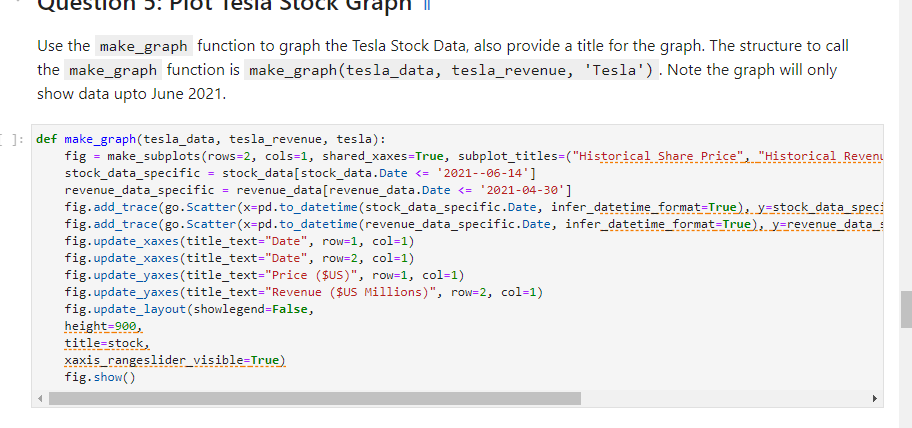 Question 5: Plot Tesla Stock Graph
Use the make_graph function to graph the Tesla Stock Data, also provide a title for the graph. The structure to call
the make_graph function is make_graph(tesla_data, tesla_revenue, 'Tesla') . Note the graph will only
show data upto June 2021.
[ ]: def make_graph(tesla_data, tesla_revenue, tesla):
fig = make_subplots(rows=2, cols=1, shared_xaxes=True, subplot_titles=("Historical Share Price", "Historical Revenu
stock_data_specific = stock_data[stock_data.Date <= '2021--06-14']
revenue_data_specific = revenue_data[revenue_data.Date <= '2021-04-30']
fig.add_trace(go.Scatter(x=pd.to_datetime(stock_data_specific.Date, infer_datetime_format=True), y=stock_data_speci
fig.add_trace(go.Scatter(x=pd.to_datetime(revenue_data_specific.Date, infer_datetime_format=True), y=revenue_data_s
fig.update_xaxes(title_text="Date", row=1, col=1)
fig.update_xaxes(title_text="Date", row=2, col=1)
fig.update_yaxes(title_text="Price ($US)", row=1, col=1)
fig.update_yaxes(title_text="Revenue ($US Millions)", row=2, col=1)
fig.update_layout(showlegend=False,
height=900,
title=stock,
xaxis_rangeslider_visible=True)
fig.show()